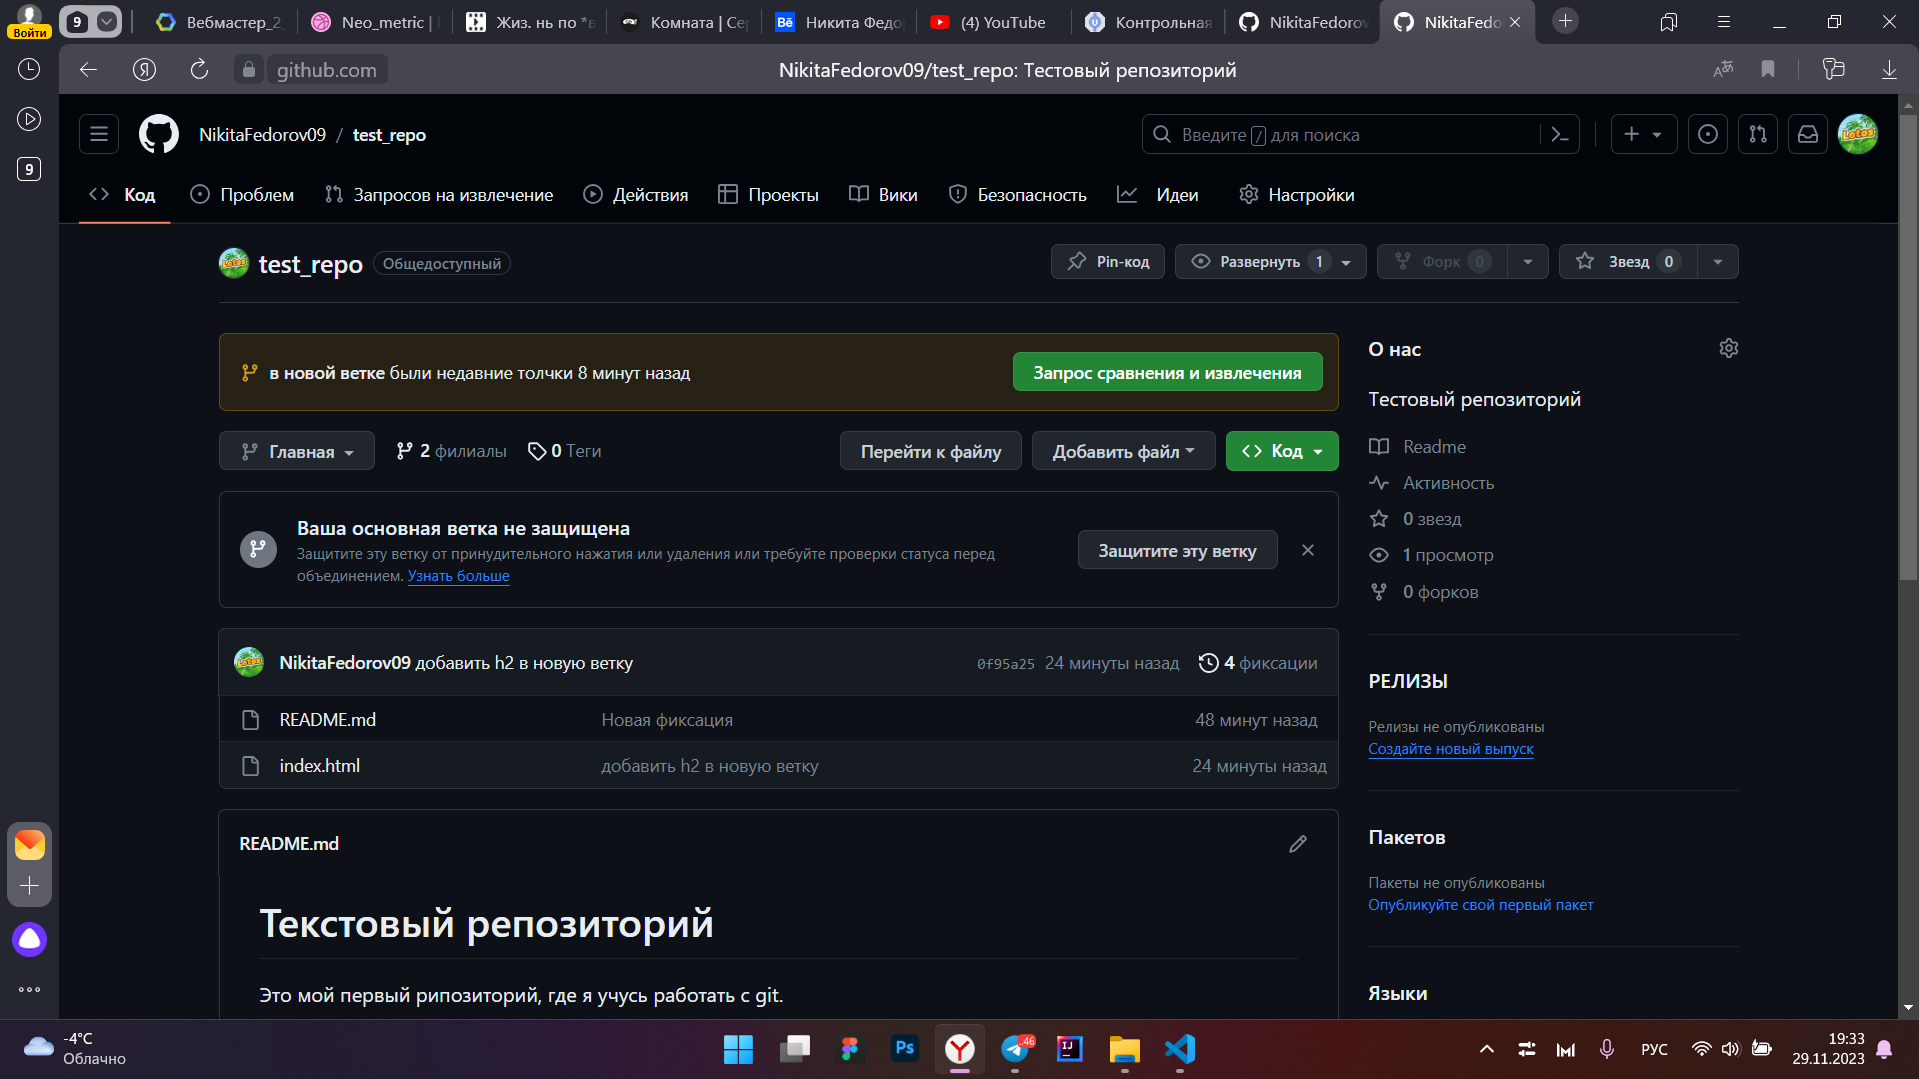 Войти
9
Вебмастер_2
Neo_metric |
Жиз. нь по *в
Комната | Сер
Bē
Никита Федо
(4) YouTube
Контрольная
NikitaFedorov
NikitaFedo
Я
github.com
NikitaFedorov09/test_repo: Тестовый репозиторий
9
NikitaFedorov09 / test_repo
Введите / для поиска
Lotos
Код
Проблем
Запросов на извлечение
Действия
Проекты
Вики
Безопасность
Идеи
Настройки
test_repo
Общедоступный
Pin-код
Развернуть 1
Форк 0
Звезд 0
в новой ветке были недавние толчки 8 минут назад
Запрос сравнения и извлечения
О нас
Тестовый репозиторий
Главная
2 филиалы
0 Теги
Перейти к файлу
Добавить файл
Код
Readme
Активность
0 звезд
1 просмотр
0 форков
Ваша основная ветка не защищена
Защитите эту ветку от принудительного нажатия или удаления или требуйте проверки статуса перед
объединением. Узнать больше
Защитите эту ветку
NikitaFedorov09 добавить h2 в новую ветку
0f95a25 24 минуты назад
4 фиксации
README.md
Новая фиксация
48 минут назад
index.html
добавить h2 в новую ветку
24 минуты назад
РЕЛИЗЫ
Релизы не опубликованы
Создайте новый выпуск
Пакетов
Пакеты не опубликованы
Опубликуйте свой первый пакет
Языки
README.md
Текстовый репозиторий
Это мой первый рипозиторий, где я учусь работать с git.
-4°C
Облачно
Ps
Y
46
IJ
РУС
19:33
29.11.2023